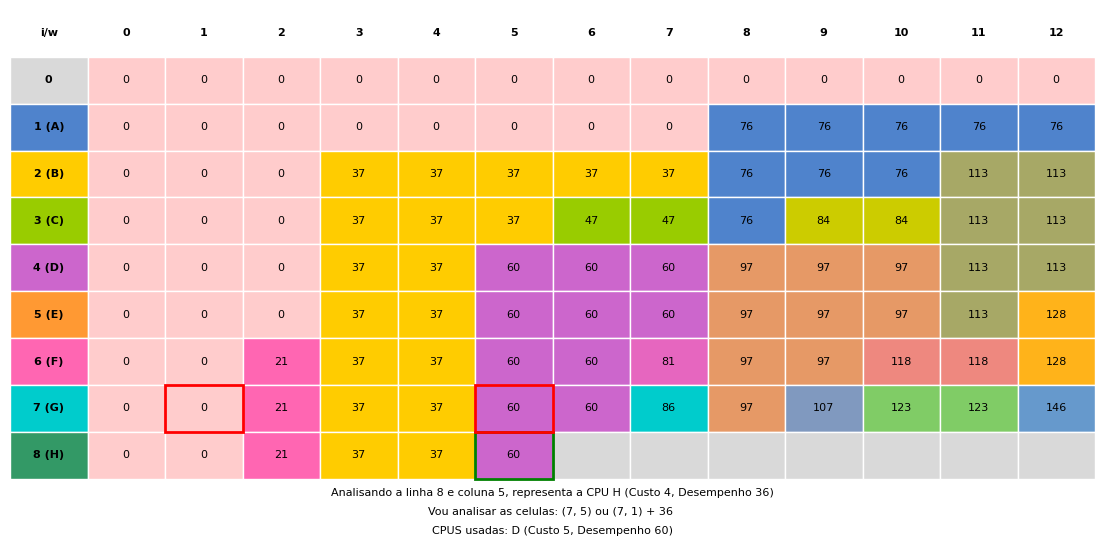 i/w 0 1 2 3 4 5 6 7 8 9 10 11 12
0 0 0 0 0 0 0 0 0 0 0 0 0 0
1 (A) 0 0 0 0 0 0 0 0 76 76 76 76 76
2 (B) 0 0 0 37 37 37 37 37 76 76 76 113 113
3 (C) 0 0 0 37 37 37 47 47 76 84 84 113 113
4 (D) 0 0 0 37 37 60 60 60 97 97 97 113 113
5 (E) 0 0 0 37 37 60 60 60 97 97 97 113 128
6 (F) 0 0 21 37 37 60 60 81 97 97 118 118 128
7 (G) 0 0 21 37 37 60 60 86 97 107 123 123 146
8 (H) 0 0 21 37 37 60
Analisando a linha 8 e coluna 5, representa a CPU H (Custo 4, Desempenho 36)
Vou analisar as celulas: (7, 5) ou (7, 1) + 36
CPUS usadas: D (Custo 5, Desempenho 60)